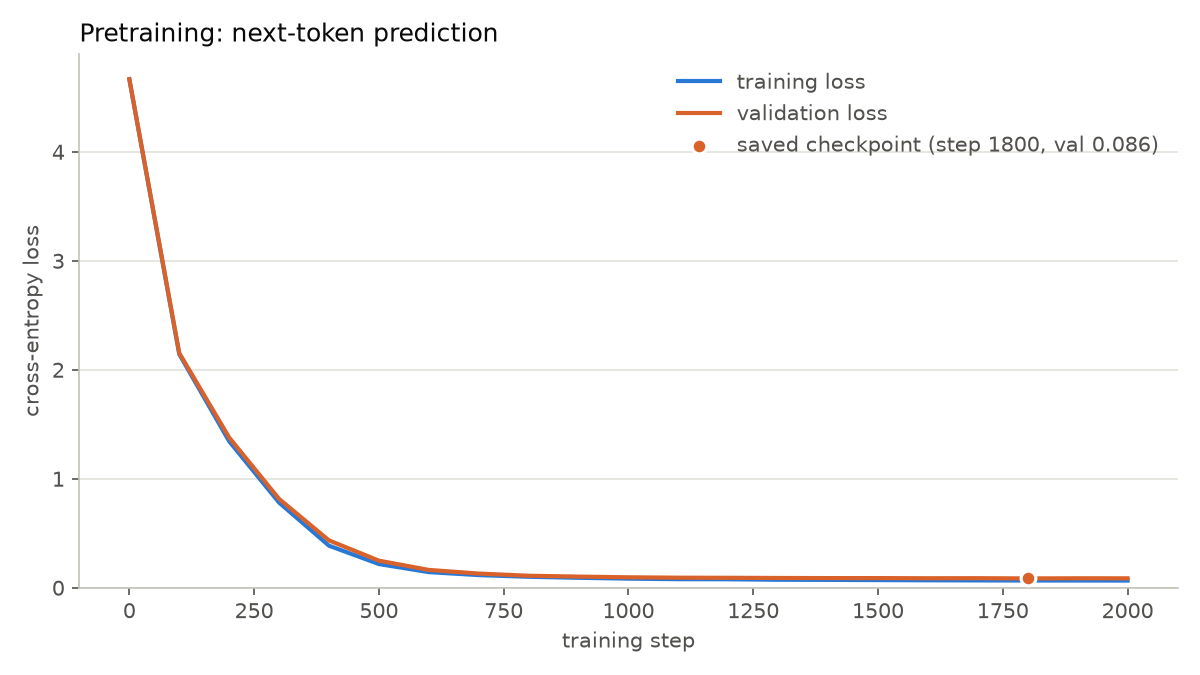 Pretraining: next-token prediction
training loss
validation loss
saved checkpoint (step 1800, val 0.086)
cross-entropy loss
4
3
2
1
0
0 250 500 750 1000 1250 1500 1750 2000
training step